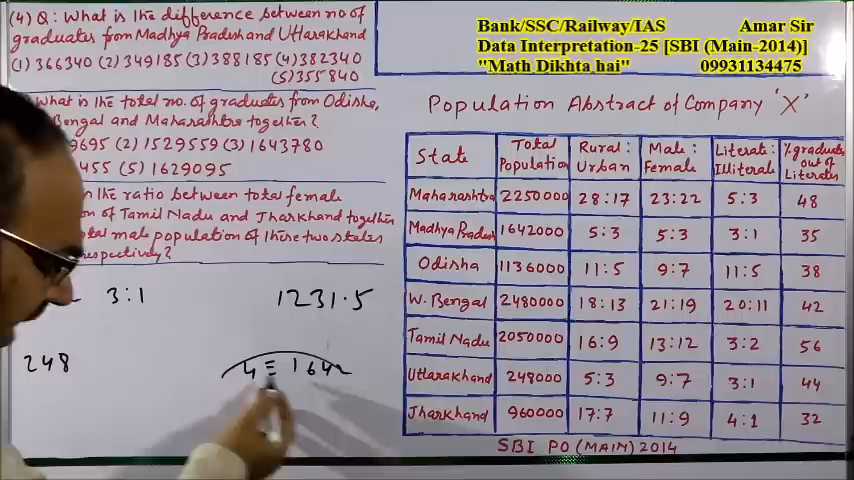 (4) Q: What is the difference between no of
graduates from Madhya Pradesh and Uttarakhand
(1) 366340 (2) 349185 (3) 388185 (4) 382340
(5) 355840
What is the total no. of graduates from Odisha,
Bengal and Maharashtra together?
9695 (2) 1529559 (3) 1643780
455 (5) 1629095
the ratio between total female
of Tamil Nadu and Jharkhand together
male population of these two states
respectively?
3:1
1231.5
248
4 ≡ 1642
Bank/SSC/Railway/IAS Amar Sir
Data Interpretation-25 [SBI (Main-2014)]
"Math Dikhta hai" 09931134475
Population Abstract of Company 'X'
State Total Population Rural: Urban Male: Female Literate: Illiterate % graduates out of Literates
Maharashtra 2250000 28:17 23:22 5:3 48
Madhya Pradesh 1642000 5:3 5:3 3:1 35
Odisha 1136000 11:5 9:7 11:5 38
W. Bengal 2480000 18:13 21:19 20:11 42
Tamil Nadu 2050000 16:9 13:12 3:2 56
Uttarakhand 248000 5:3 9:7 3:1 44
Jharkhand 960000 17:7 11:9 4:1 32
SBI PO (MAIN) 2014